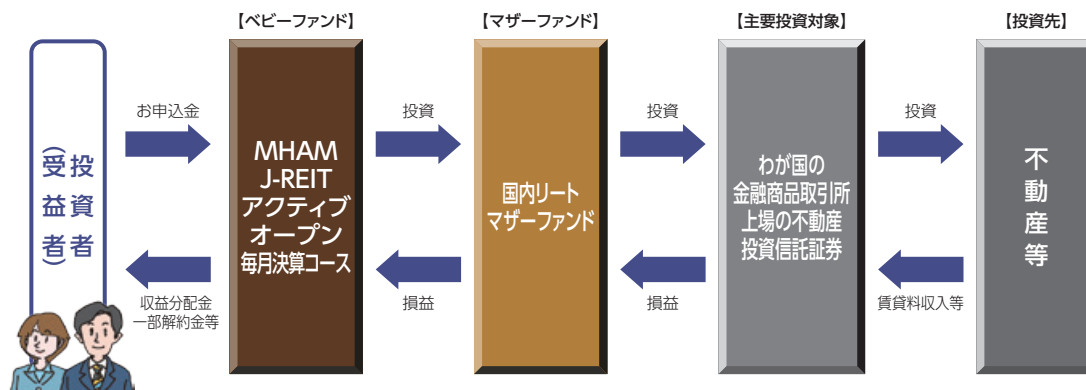 【ベビーファンド】
【マザーファンド】
【主要投資対象】
【投資先】
投資者
(受益者)
お申込金
収益分配金
一部解約金等
MHAM
J-REIT
アクティブ
オープン
毎月決算コース
投資
損益
国内リート
マザーファンド
投資
損益
わが国の
金融商品取引所
上場の不動産
投資信託証券
投資
賃貸料収入等
不動産等